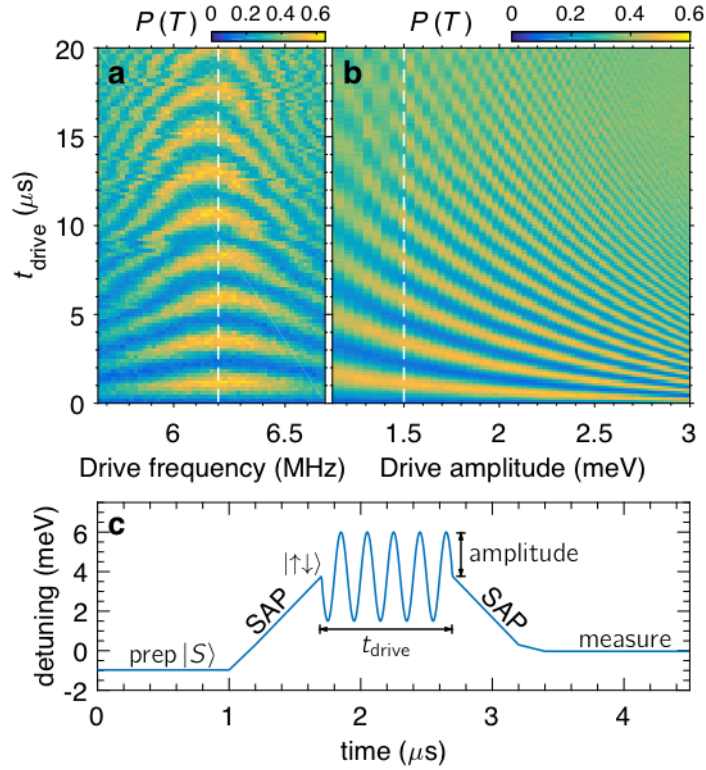 P(T) P(T)
0 0.2 0.4 0.6 0 0.2 0.4 0.6
a b
20
15
10
5
0
t_drive (μs)
6 6.5 1.5 2 2.5 3
Drive frequency (MHz) Drive amplitude (meV)
c
6
4
2
0
-2
detuning (meV)
|↑↓⟩
amplitude
SAP SAP
t_drive
prep |S⟩ measure
0 1 2 3 4
time (μs)